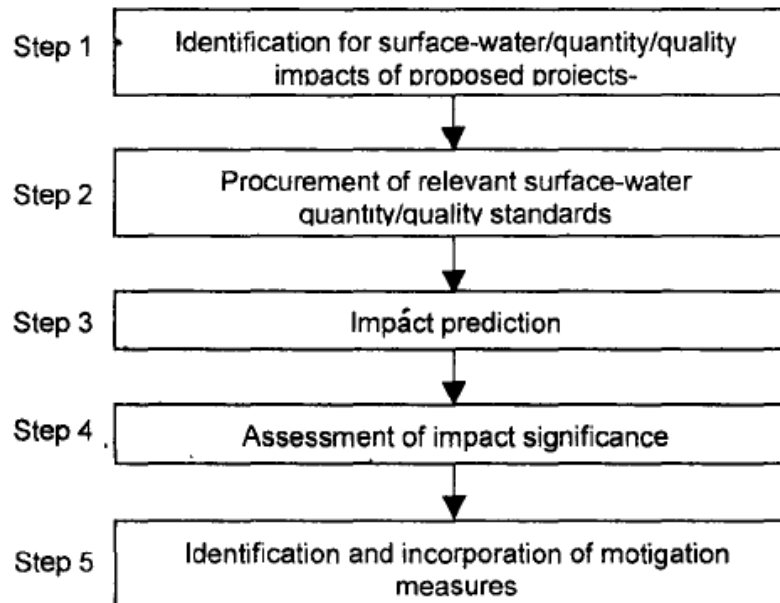 Step 1
Identification for surface-water/quantity/quality
impacts of proposed projects-
Step 2
Procurement of relevant surface-water
quantity/quality standards
Step 3
Impáct prediction
Step 4
Assessment of impact significance
Step 5
Identification and incorporation of motigation
measures